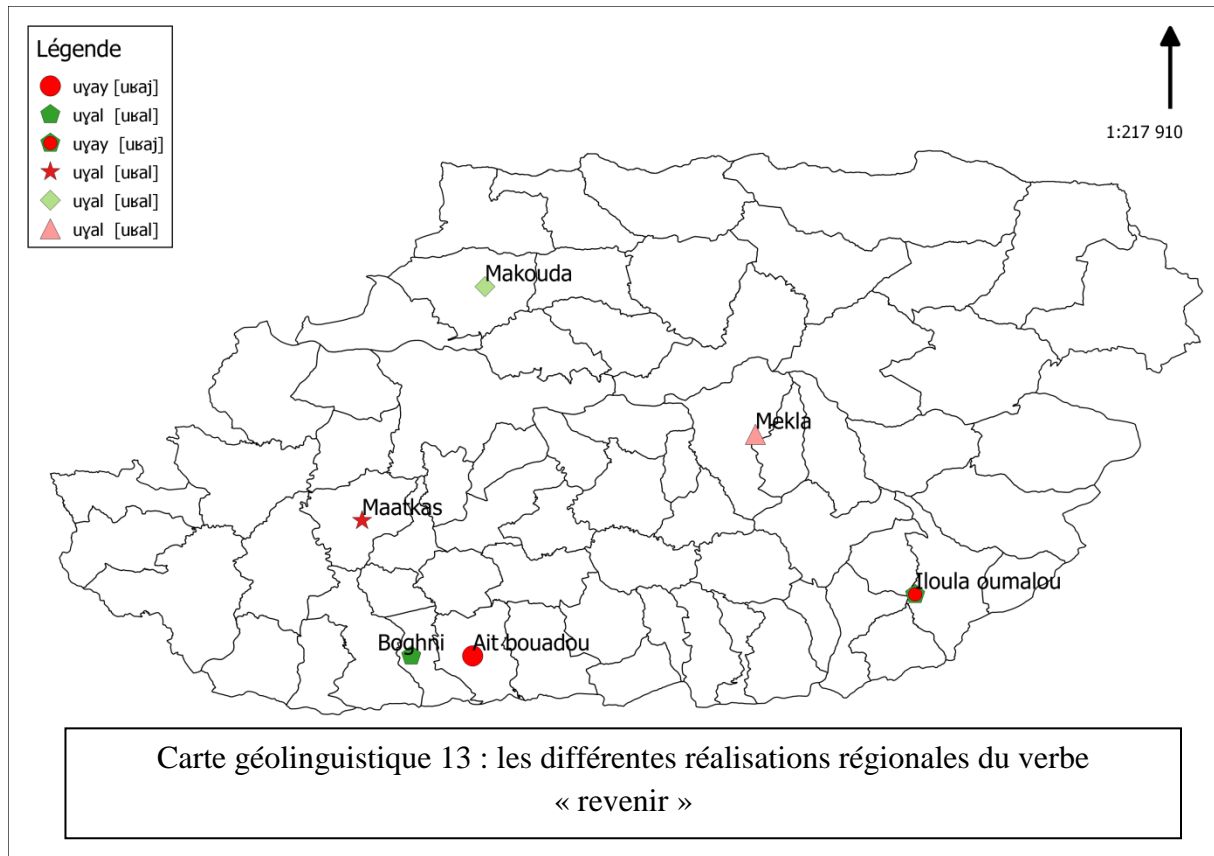 Légende
uɣay [uʁaj]
uɣal [uʁal]
uɣay [uʁaj]
uɣal [uʁal]
uɣal [uʁal]
uɣal [uʁal]
1:217 910
Makouda
Mekla
Maatkas
Iloula oumalou
Boghni
Ait bouadou
Carte géolinguistique 13 : les différentes réalisations régionales du verbe
« revenir »